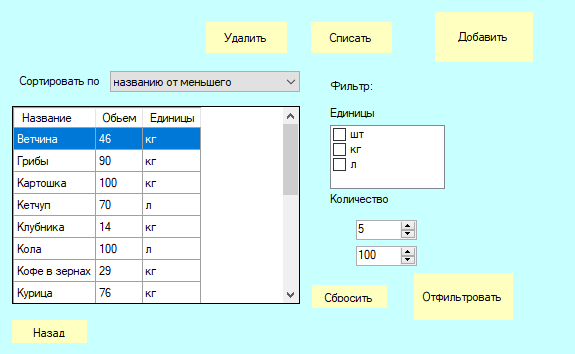 Удалить
Списать
Добавить
Сортировать по
названию от меньшего
Фильтр:
Название Обьем Единицы
Ветчина 46 кг
Грибы 90 кг
Картошка 100 кг
Кетчуп 70 л
Клубника 14 кг
Кола 100 л
Кофе в зернах 29 кг
Курица 76 кг
Единицы
шт
кг
л
Количество
5
100
Сбросить
Отфильтровать
Назад